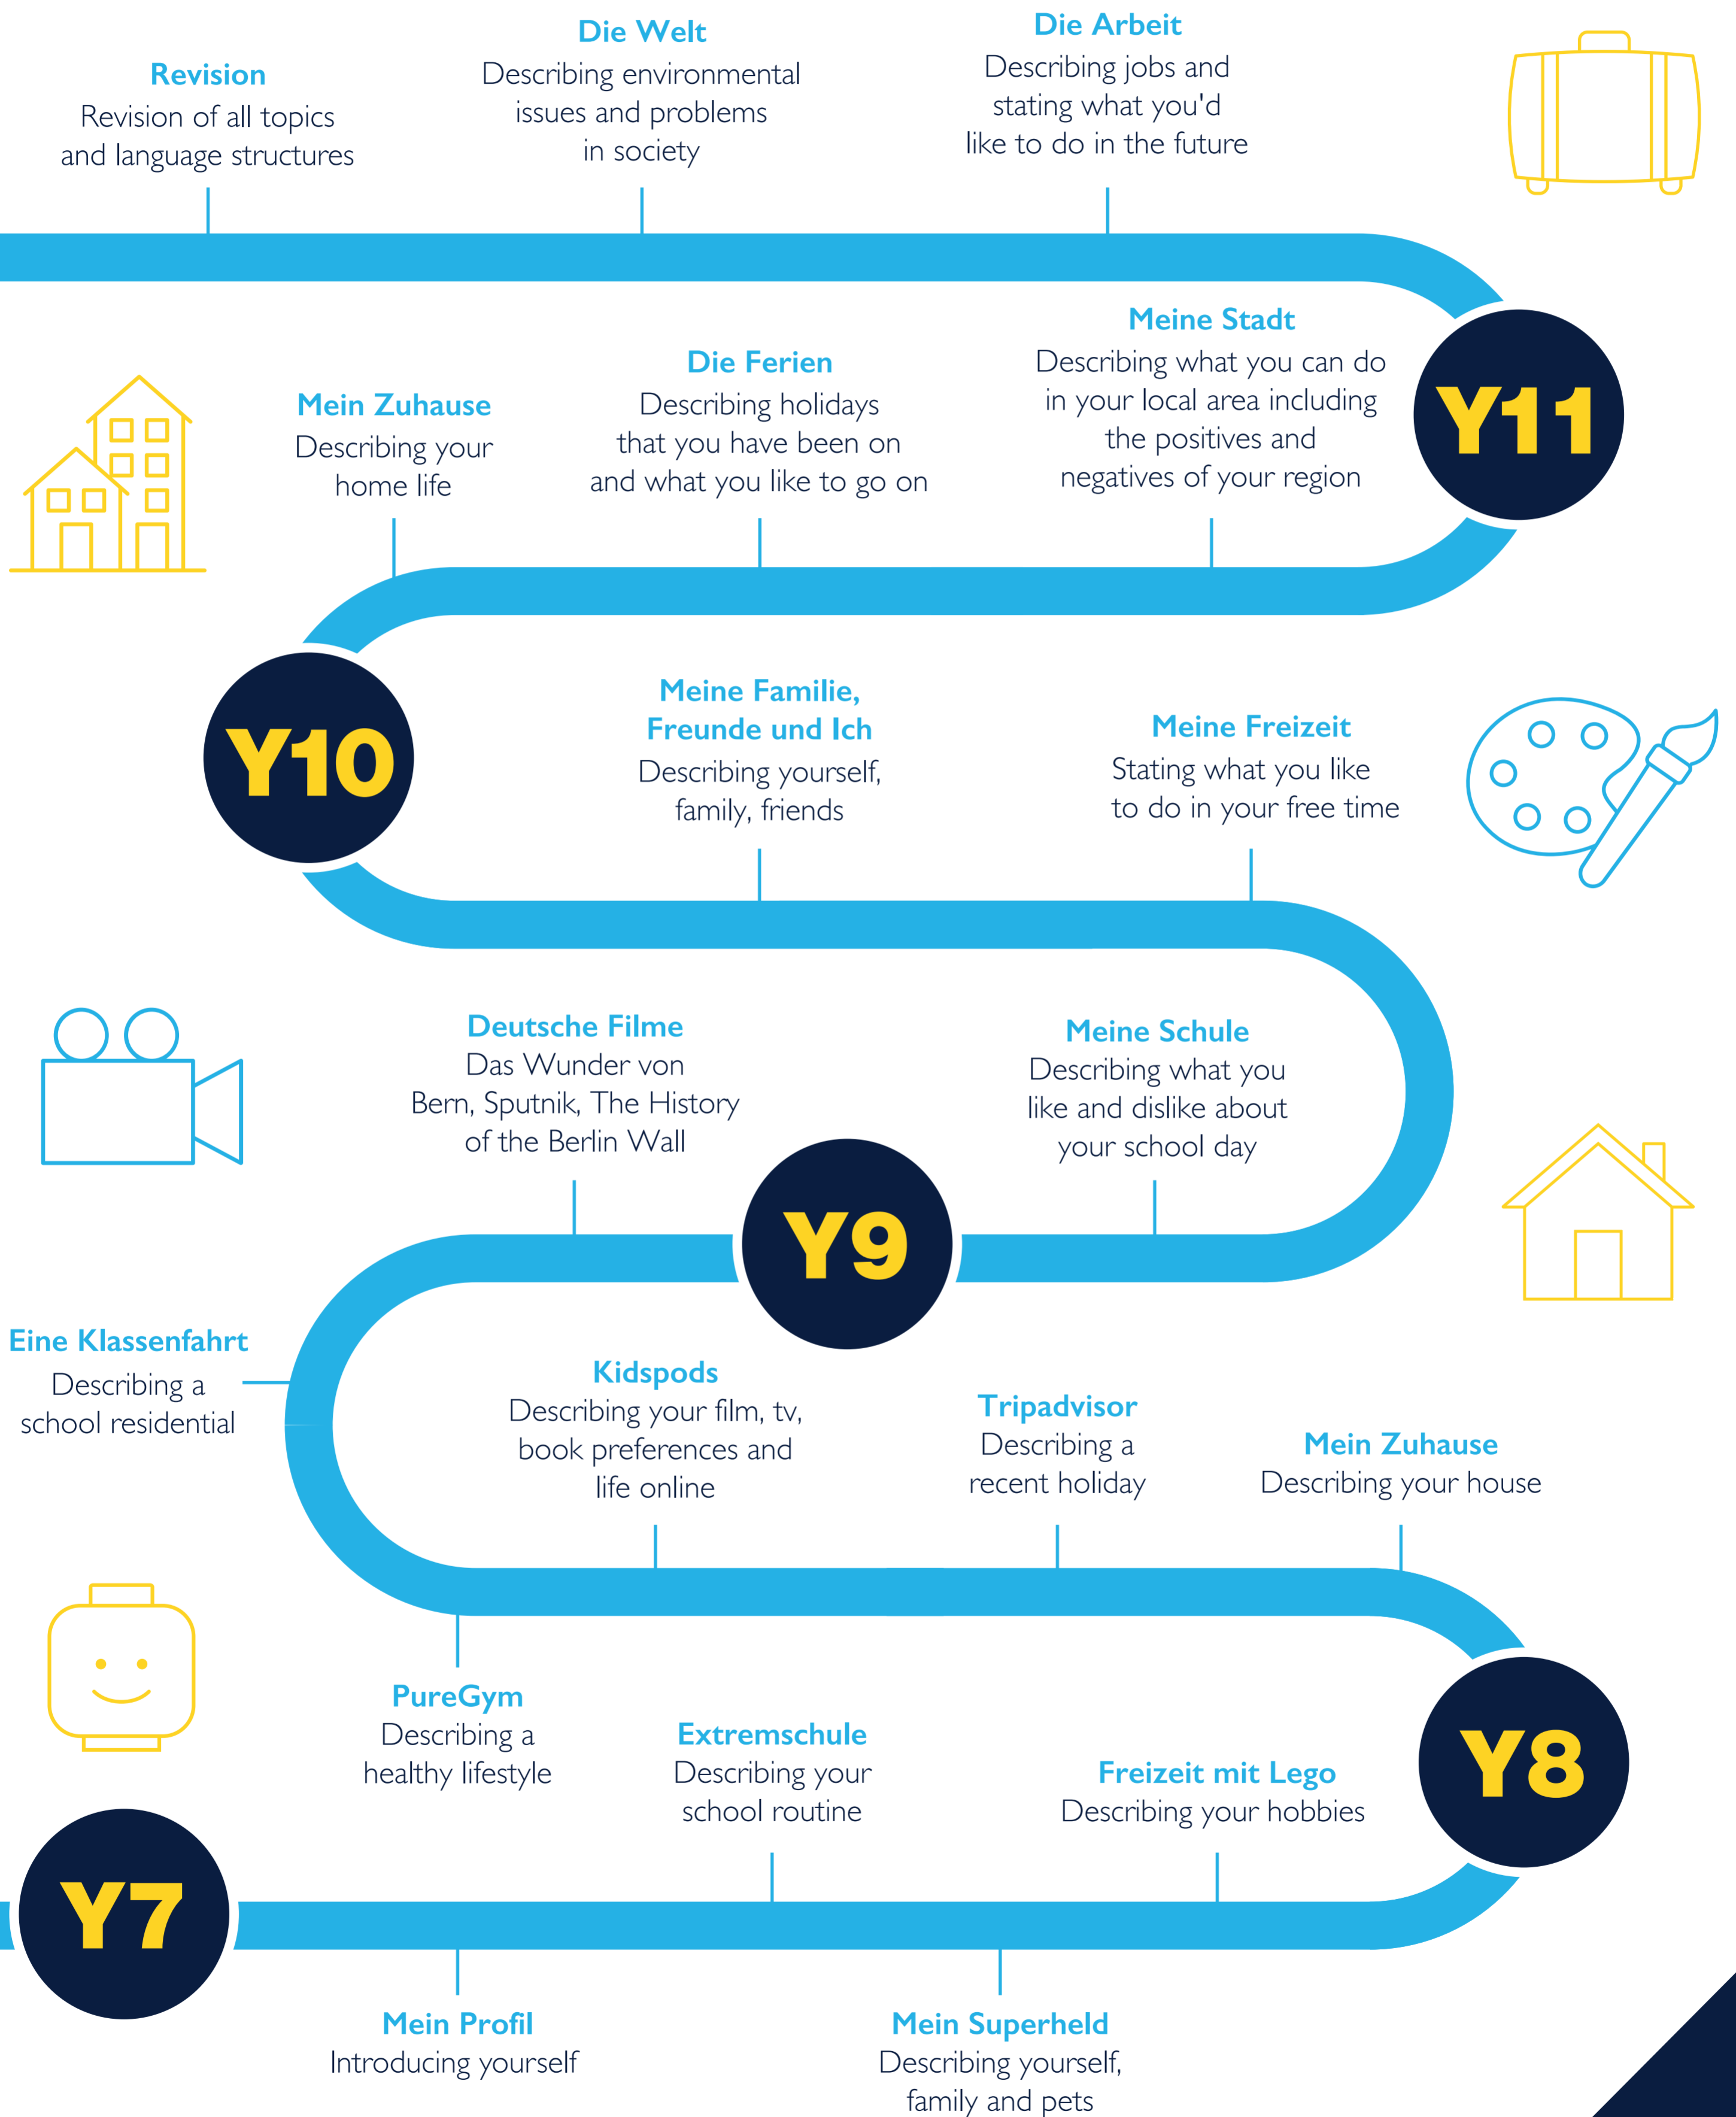 Revision
Revision of all topics
and language structures
Die Welt
Describing environmental
issues and problems
in society
Die Arbeit
Describing jobs and
stating what you'd
like to do in the future
Mein Zuhause
Describing your
home life
Die Ferien
Describing holidays
that you have been on
and what you like to go on
Meine Stadt
Describing what you can do
in your local area including
the positives and
negatives of your region
Y11
Y10
Meine Familie,
Freunde und Ich
Describing yourself,
family, friends
Meine Freizeit
Stating what you like
to do in your free time
Deutsche Filme
Das Wunder von
Bern, Sputnik, The History
of the Berlin Wall
Y9
Meine Schule
Describing what you
like and dislike about
your school day
Eine Klassenfahrt
Describing a
school residential
Kidspods
Describing your film, tv,
book preferences and
life online
Tripadvisor
Describing a
recent holiday
Mein Zuhause
Describing your house
PureGym
Describing a
healthy lifestyle
Extremschule
Describing your
school routine
Freizeit mit Lego
Describing your hobbies
Y8
Y7
Mein Profil
Introducing yourself
Mein Superheld
Describing yourself,
family and pets